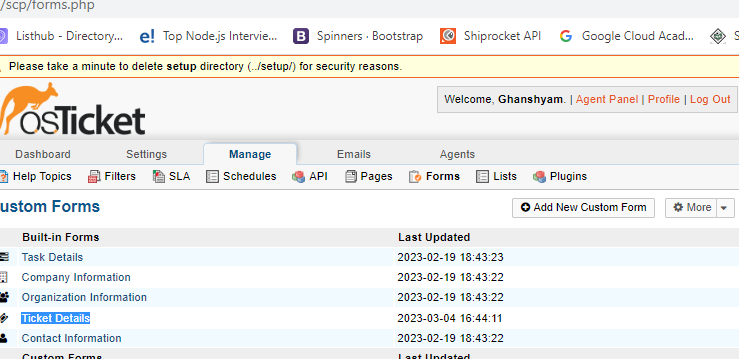 /scp/forms.php
Listhub - Directory... e! Top Node.js Intervie... B Spinners · Bootstrap Shiprocket API G Google Cloud Acad... S
Please take a minute to delete setup directory (../setup/) for security reasons.
osTicket
Welcome, Ghanshyam. | Agent Panel | Profile | Log Out
Dashboard Settings Manage Emails Agents
Help Topics Filters SLA Schedules API Pages Forms Lists Plugins
ustom Forms Add New Custom Form More
Built-in Forms Last Updated
Task Details 2023-02-19 18:43:23
Company Information 2023-02-19 18:43:22
Organization Information 2023-02-19 18:43:22
Ticket Details 2023-03-04 16:44:11
Contact Information 2023-02-19 18:43:22
Custom Forms Last Updated